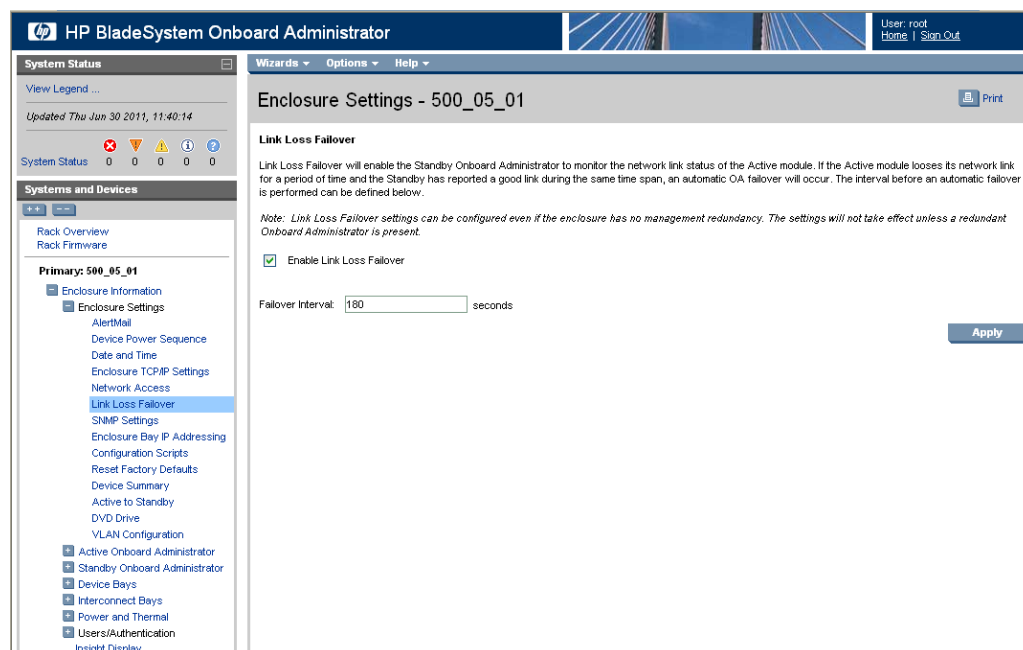 hp HP BladeSystem Onboard Administrator
User: root
Home | Sign Out
System Status
View Legend ...
Updated Thu Jun 30 2011, 11:40:14
System Status 0 0 0 0 0
Systems and Devices
++ --
Rack Overview
Rack Firmware
Primary: 500_05_01
Enclosure Information
Enclosure Settings
AlertMail
Device Power Sequence
Date and Time
Enclosure TCP/IP Settings
Network Access
Link Loss Failover
SNMP Settings
Enclosure Bay IP Addressing
Configuration Scripts
Reset Factory Defaults
Device Summary
Active to Standby
DVD Drive
VLAN Configuration
Active Onboard Administrator
Standby Onboard Administrator
Device Bays
Interconnect Bays
Power and Thermal
Users/Authentication
Insight Display
Wizards Options Help
Enclosure Settings - 500_05_01
Print
Link Loss Failover
Link Loss Failover will enable the Standby Onboard Administrator to monitor the network link status of the Active module. If the Active module looses its network link
for a period of time and the Standby has reported a good link during the same time span, an automatic OA failover will occur. The interval before an automatic failover
is performed can be defined below.
Note: Link Loss Failover settings can be configured even if the enclosure has no management redundancy. The settings will not take effect unless a redundant
Onboard Administrator is present.
Enable Link Loss Failover
Failover Interval: 180 seconds
Apply